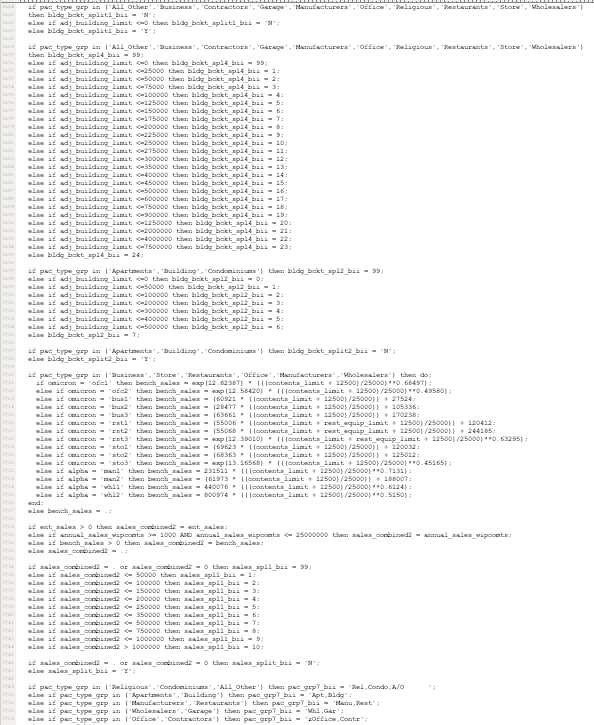 if pac_type_grp in ('All_Other','Business','Contractors','Garage','Manufacturers','Office','Religious','Restaurants','Store','Wholesalers')
then bldg_bckt_split1_bii = 'N';
else if adj_building_limit <=0 then bldg_bckt_split1_bii = 'N';
else bldg_bckt_split1_bii = 'Y';
if pac_type_grp in ('All_Other','Business','Contractors','Garage','Manufacturers','Office','Religious','Restaurants','Store','Wholesalers')
then bldg_bckt_spl4_bii = 99;
else if adj_building_limit <=0 then bldg_bckt_spl4_bii = 99;
else if adj_building_limit <=25000 then bldg_bckt_spl4_bii = 1;
else if adj_building_limit <=50000 then bldg_bckt_spl4_bii = 2;
else if adj_building_limit <=75000 then bldg_bckt_spl4_bii = 3;
else if adj_building_limit <=100000 then bldg_bckt_spl4_bii = 4;
else if adj_building_limit <=125000 then bldg_bckt_spl4_bii = 5;
else if adj_building_limit <=150000 then bldg_bckt_spl4_bii = 6;
else if adj_building_limit <=175000 then bldg_bckt_spl4_bii = 7;
else if adj_building_limit <=200000 then bldg_bckt_spl4_bii = 8;
else if adj_building_limit <=225000 then bldg_bckt_spl4_bii = 9;
else if adj_building_limit <=250000 then bldg_bckt_spl4_bii = 10;
else if adj_building_limit <=275000 then bldg_bckt_spl4_bii = 11;
else if adj_building_limit <=300000 then bldg_bckt_spl4_bii = 12;
else if adj_building_limit <=350000 then bldg_bckt_spl4_bii = 13;
else if adj_building_limit <=400000 then bldg_bckt_spl4_bii = 14;
else if adj_building_limit <=450000 then bldg_bckt_spl4_bii = 15;
else if adj_building_limit <=500000 then bldg_bckt_spl4_bii = 16;
else if adj_building_limit <=600000 then bldg_bckt_spl4_bii = 17;
else if adj_building_limit <=750000 then bldg_bckt_spl4_bii = 18;
else if adj_building_limit <=900000 then bldg_bckt_spl4_bii = 19;
else if adj_building_limit <=1250000 then bldg_bckt_spl4_bii = 20;
else if adj_building_limit <=2000000 then bldg_bckt_spl4_bii = 21;
else if adj_building_limit <=4000000 then bldg_bckt_spl4_bii = 22;
else if adj_building_limit <=7500000 then bldg_bckt_spl4_bii = 23;
else bldg_bckt_spl4_bii = 24;
if pac_type_grp in ('Apartments','Building','Condominiums') then bldg_bckt_spl2_bii = 99;
else if adj_building_limit <=0 then bldg_bckt_spl2_bii = 0;
else if adj_building_limit <=50000 then bldg_bckt_spl2_bii = 1;
else if adj_building_limit <=100000 then bldg_bckt_spl2_bii = 2;
else if adj_building_limit <=200000 then bldg_bckt_spl2_bii = 3;
else if adj_building_limit <=300000 then bldg_bckt_spl2_bii = 4;
else if adj_building_limit <=400000 then bldg_bckt_spl2_bii = 5;
else if adj_building_limit <=500000 then bldg_bckt_spl2_bii = 6;
else bldg_bckt_spl2_bii = 7;
if pac_type_grp in ('Apartments','Building','Condominiums') then bldg_bckt_split2_bii = 'N';
else bldg_bckt_split2_bii = 'Y';
if pac_type_grp in ('Business','Store','Restaurants','Office','Manufacturers','Wholesalers') then do;
if omicron = 'ofc1' then bench_sales = exp(12.82387) * (((contents_limit + 12500)/25000)**0.68497);
else if omicron = 'ofc2' then bench_sales = exp(12.58420) * (((contents_limit + 12500)/25000)**0.49580);
else if omicron = 'bus1' then bench_sales = (60921 * ((contents_limit + 12500)/25000)) + 27524;
else if omicron = 'bus2' then bench_sales = (28477 * ((contents_limit + 12500)/25000)) + 105336;
else if omicron = 'bus3' then bench_sales = (63661 * ((contents_limit + 12500)/25000)) + 170238;
else if omicron = 'rst1' then bench_sales = (55006 * ((contents_limit + rest_equip_limit + 12500)/25000)) + 120412;
else if omicron = 'rst2' then bench_sales = (55068 * ((contents_limit + rest_equip_limit + 12500)/25000)) + 244185;
else if omicron = 'rst3' then bench_sales = exp(12.39010) * (((contents_limit + rest_equip_limit + 12500)/25000)**0.63295);
else if omicron = 'sto1' then bench_sales = (69623 * ((contents_limit + 12500)/25000)) + 120032;
else if omicron = 'sto2' then bench_sales = (68363 * ((contents_limit + 12500)/25000)) + 125012;
else if omicron = 'sto3' then bench_sales = exp(13.16568) * (((contents_limit + 12500)/25000)**0.45165);
else if alpha = 'man1' then bench_sales = 231511 * (((contents_limit + 12500)/25000)**0.7131);
else if alpha = 'man2' then bench_sales = (61973 * ((contents_limit + 12500)/25000)) + 188007;
else if alpha = 'whl1' then bench_sales = 440076 * (((contents_limit + 12500)/25000)**0.6124);
else if alpha = 'whl2' then bench_sales = 800974 * (((contents_limit + 12500)/25000)**0.5150);
end;
else bench_sales = .;
if ent_sales > 0 then sales_combined2 = ent_sales;
else if annual_sales_wipcomts >= 1000 AND annual_sales_wipcomts <= 25000000 then sales_combined2 = annual_sales_wipcomts;
else if bench_sales > 0 then sales_combined2 = bench_sales;
else sales_combined2 = .;
if sales_combined2 = . or sales_combined2 = 0 then sales_spl1_bii = 99;
else if sales_combined2 <= 50000 then sales_spl1_bii = 1;
else if sales_combined2 <= 100000 then sales_spl1_bii = 2;
else if sales_combined2 <= 150000 then sales_spl1_bii = 3;
else if sales_combined2 <= 200000 then sales_spl1_bii = 4;
else if sales_combined2 <= 250000 then sales_spl1_bii = 5;
else if sales_combined2 <= 350000 then sales_spl1_bii = 6;
else if sales_combined2 <= 500000 then sales_spl1_bii = 7;
else if sales_combined2 <= 750000 then sales_spl1_bii = 8;
else if sales_combined2 <= 1000000 then sales_spl1_bii = 9;
else if sales_combined2 > 1000000 then sales_spl1_bii = 10;
if sales_combined2 = . or sales_combined2 = 0 then sales_split_bii = 'N';
else sales_split_bii = 'Y';
if pac_type_grp in ('Religious','Condominiums','All_Other') then pac_grp7_bii = 'Rel,Condo,A/O ';
else if pac_type_grp in ('Apartments','Building') then pac_grp7_bii = 'Apt,Bldg';
else if pac_type_grp in ('Manufacturers','Restaurants') then pac_grp7_bii = 'Manu,Rest';
else if pac_type_grp in ('Wholesalers','Garage') then pac_grp7_bii = 'Whl,Gar';
else if pac_type_grp in ('Office','Contractors') then pac_grp7_bii = 'zOffice,Contr';